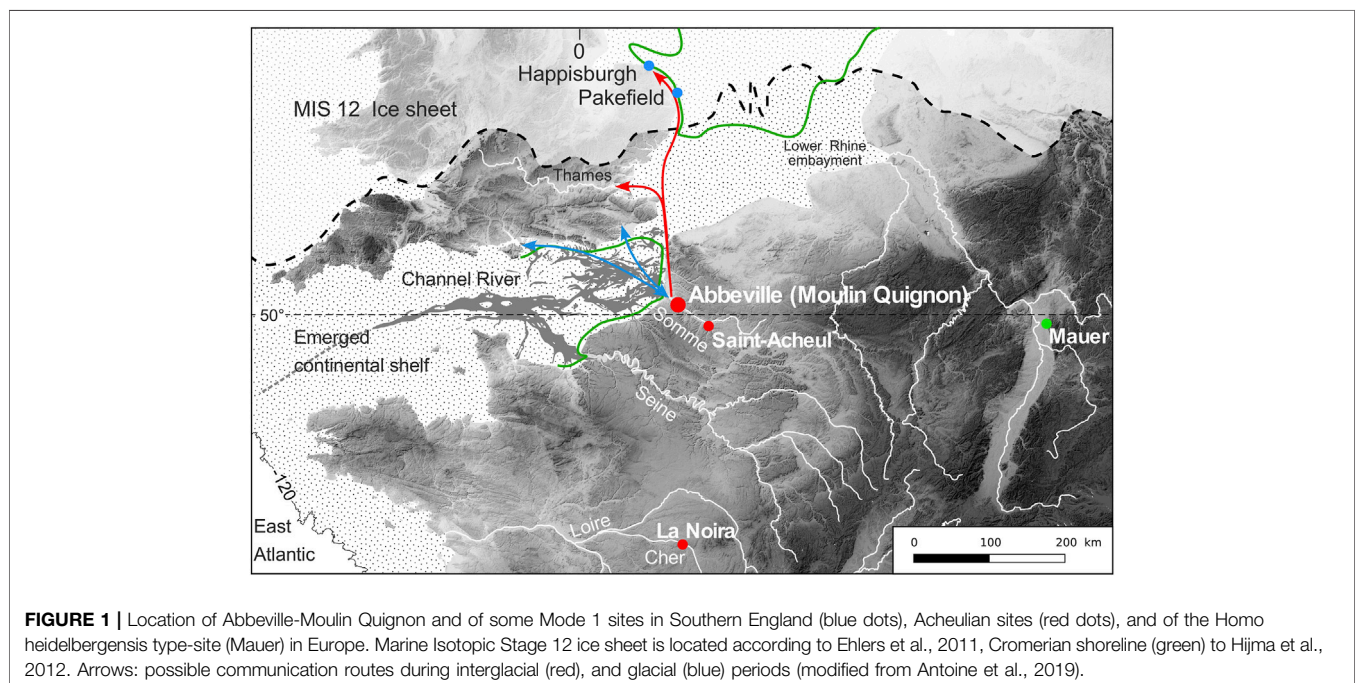 0
Happisburgh
Pakefield
MIS 12 Ice sheet
Lower Rhine
embayment
Thames
Channel River
Abbeville (Moulin Quignon)
50°
Somme
Saint-Acheul
Mauer
Emerged
continental shelf
Seine
-120
East
Atlantic
Loire
La Noira
Cher
0 100 200 km
FIGURE 1 | Location of Abbeville-Moulin Quignon and of some Mode 1 sites in Southern England (blue dots), Acheulian sites (red dots), and of the Homo
heidelbergensis type-site (Mauer) in Europe. Marine Isotopic Stage 12 ice sheet is located according to Ehlers et al., 2011, Cromerian shoreline (green) to Hijma et al.,
2012. Arrows: possible communication routes during interglacial (red), and glacial (blue) periods (modified from Antoine et al., 2019).